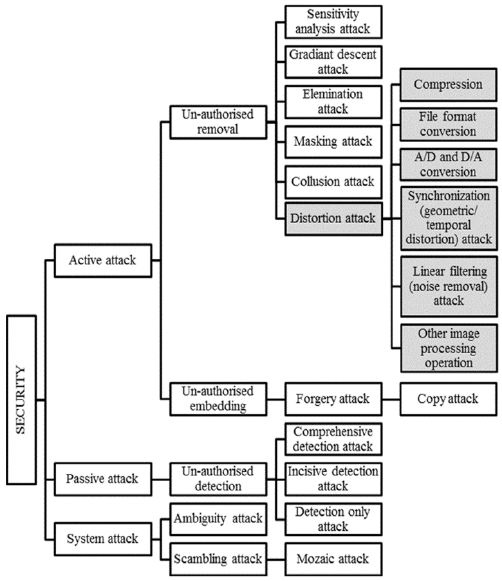 Sensitivity
analysis attack
Gradiant descent
attack
Elemination
attack
Masking attack
Collusion attack
Distortion attack
Un-authorised
removal
Compression
File format
conversion
A/D and D/A
conversion
Synchronization
(geometric/
temporal
distortion) attack
Linear filtering
(noise removal)
attack
Other image
processing
operation
Active attack
SECURITY
Un-authorised
embedding
Forgery attack
Copy attack
Passive attack
Un-authorised
detection
Comprehensive
detection attack
Incisive detection
attack
Detection only
attack
System attack
Ambiguity attack
Scambling attack
Mozaic attack